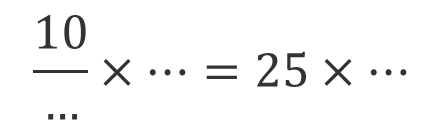 10
— × ··· = 25 × ···
...